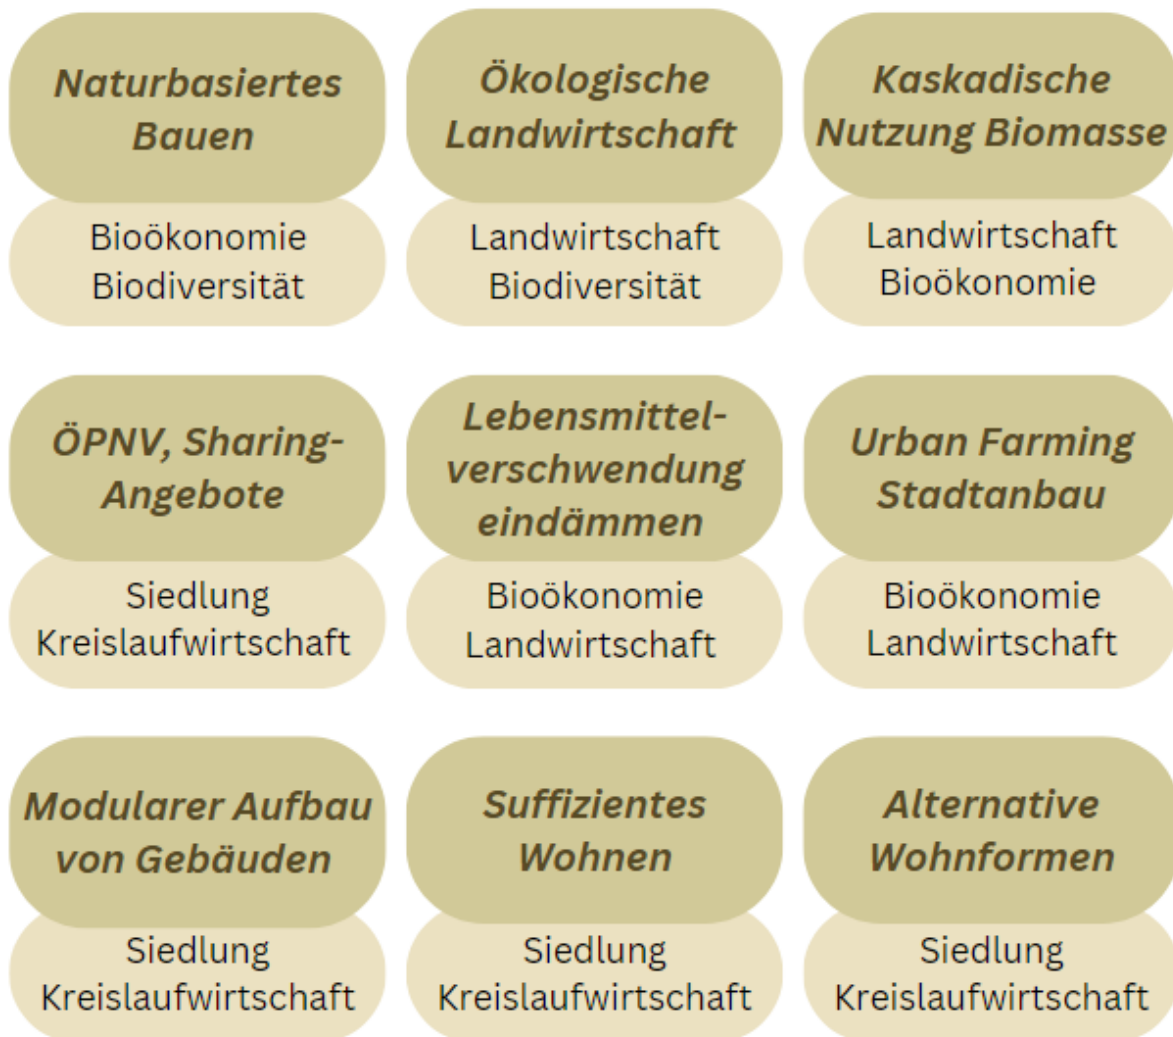 Naturbasiertes
Bauen
Bioökonomie
Biodiversität
Ökologische
Landwirtschaft
Landwirtschaft
Biodiversität
Kaskadische
Nutzung Biomasse
Landwirtschaft
Bioökonomie
ÖPNV, Sharing-
Angebote
Siedlung
Kreislaufwirtschaft
Lebensmittel-
verschwendung
eindämmen
Bioökonomie
Landwirtschaft
Urban Farming
Stadtanbau
Bioökonomie
Landwirtschaft
Modularer Aufbau
von Gebäuden
Siedlung
Kreislaufwirtschaft
Suffizientes
Wohnen
Siedlung
Kreislaufwirtschaft
Alternative
Wohnformen
Siedlung
Kreislaufwirtschaft